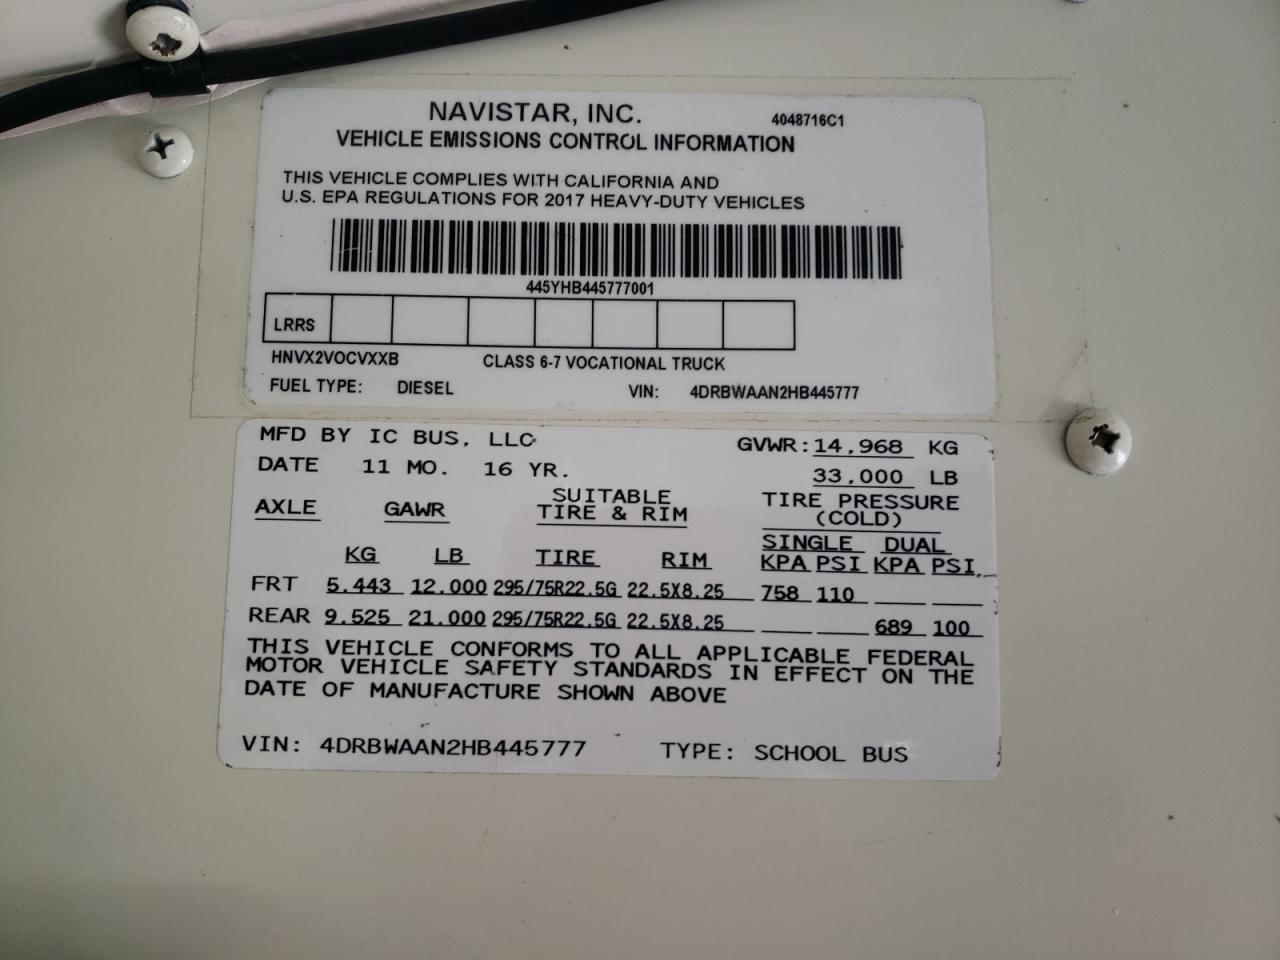 NAVISTAR, INC. 4048716C1
VEHICLE EMISSIONS CONTROL INFORMATION
THIS VEHICLE COMPLIES WITH CALIFORNIA AND
U.S. EPA REGULATIONS FOR 2017 HEAVY-DUTY VEHICLES
445YHB445777001
LRRS
HNVX2VOCVXXB CLASS 6-7 VOCATIONAL TRUCK
FUEL TYPE: DIESEL VIN: 4DRBWAAN2HB445777
MFD BY IC BUS, LLC GVWR: 14,968 KG
DATE 11 MO. 16 YR. 33,000 LB
AXLE GAWR SUITABLE TIRE PRESSURE
TIRE & RIM (COLD)
SINGLE DUAL
KG LB TIRE RIM KPA PSI KPA PSI
FRT 5,443 12,000 295/75R22.5G 22.5X8.25 758 110
REAR 9,525 21,000 295/75R22.5G 22.5X8.25 689 100
THIS VEHICLE CONFORMS TO ALL APPLICABLE FEDERAL
MOTOR VEHICLE SAFETY STANDARDS IN EFFECT ON THE
DATE OF MANUFACTURE SHOWN ABOVE
VIN: 4DRBWAAN2HB445777 TYPE: SCHOOL BUS